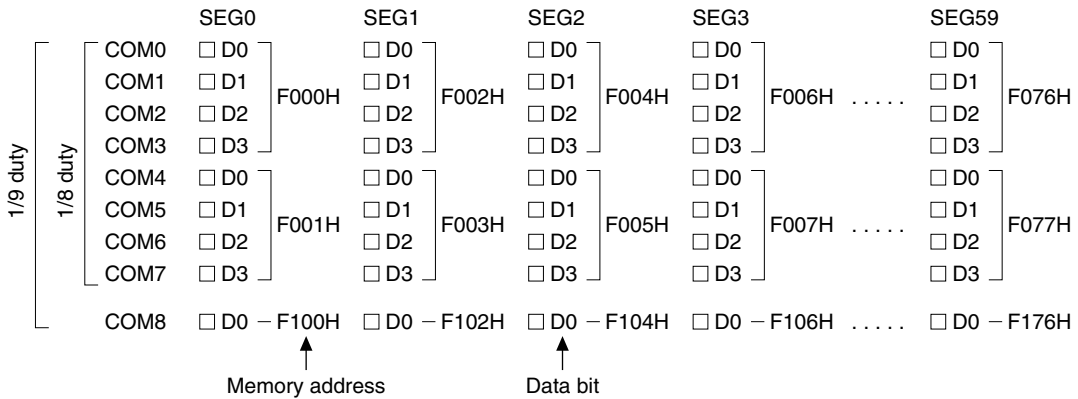 SEG0 SEG1 SEG2 SEG3 SEG59
COM0 D0 D0 D0 D0 D0
COM1 D1 D1 D1 D1 D1
F000H F002H F004H F006H . . . . . F076H
COM2 D2 D2 D2 D2 D2
COM3 D3 D3 D3 D3 D3
1/9 duty
1/8 duty
COM4 D0 D0 D0 D0 D0
COM5 D1 D1 D1 D1 D1
F001H F003H F005H F007H . . . . . F077H
COM6 D2 D2 D2 D2 D2
COM7 D3 D3 D3 D3 D3
COM8 D0 – F100H D0 – F102H D0 – F104H D0 – F106H . . . . . D0 – F176H
Memory address Data bit